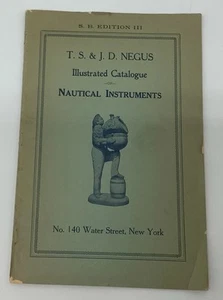 S. B. EDITION III
T. S. & J. D. NEGUS
Illustrated Catalogue
NAUTICAL INSTRUMENTS
No. 140 Water Street, New York